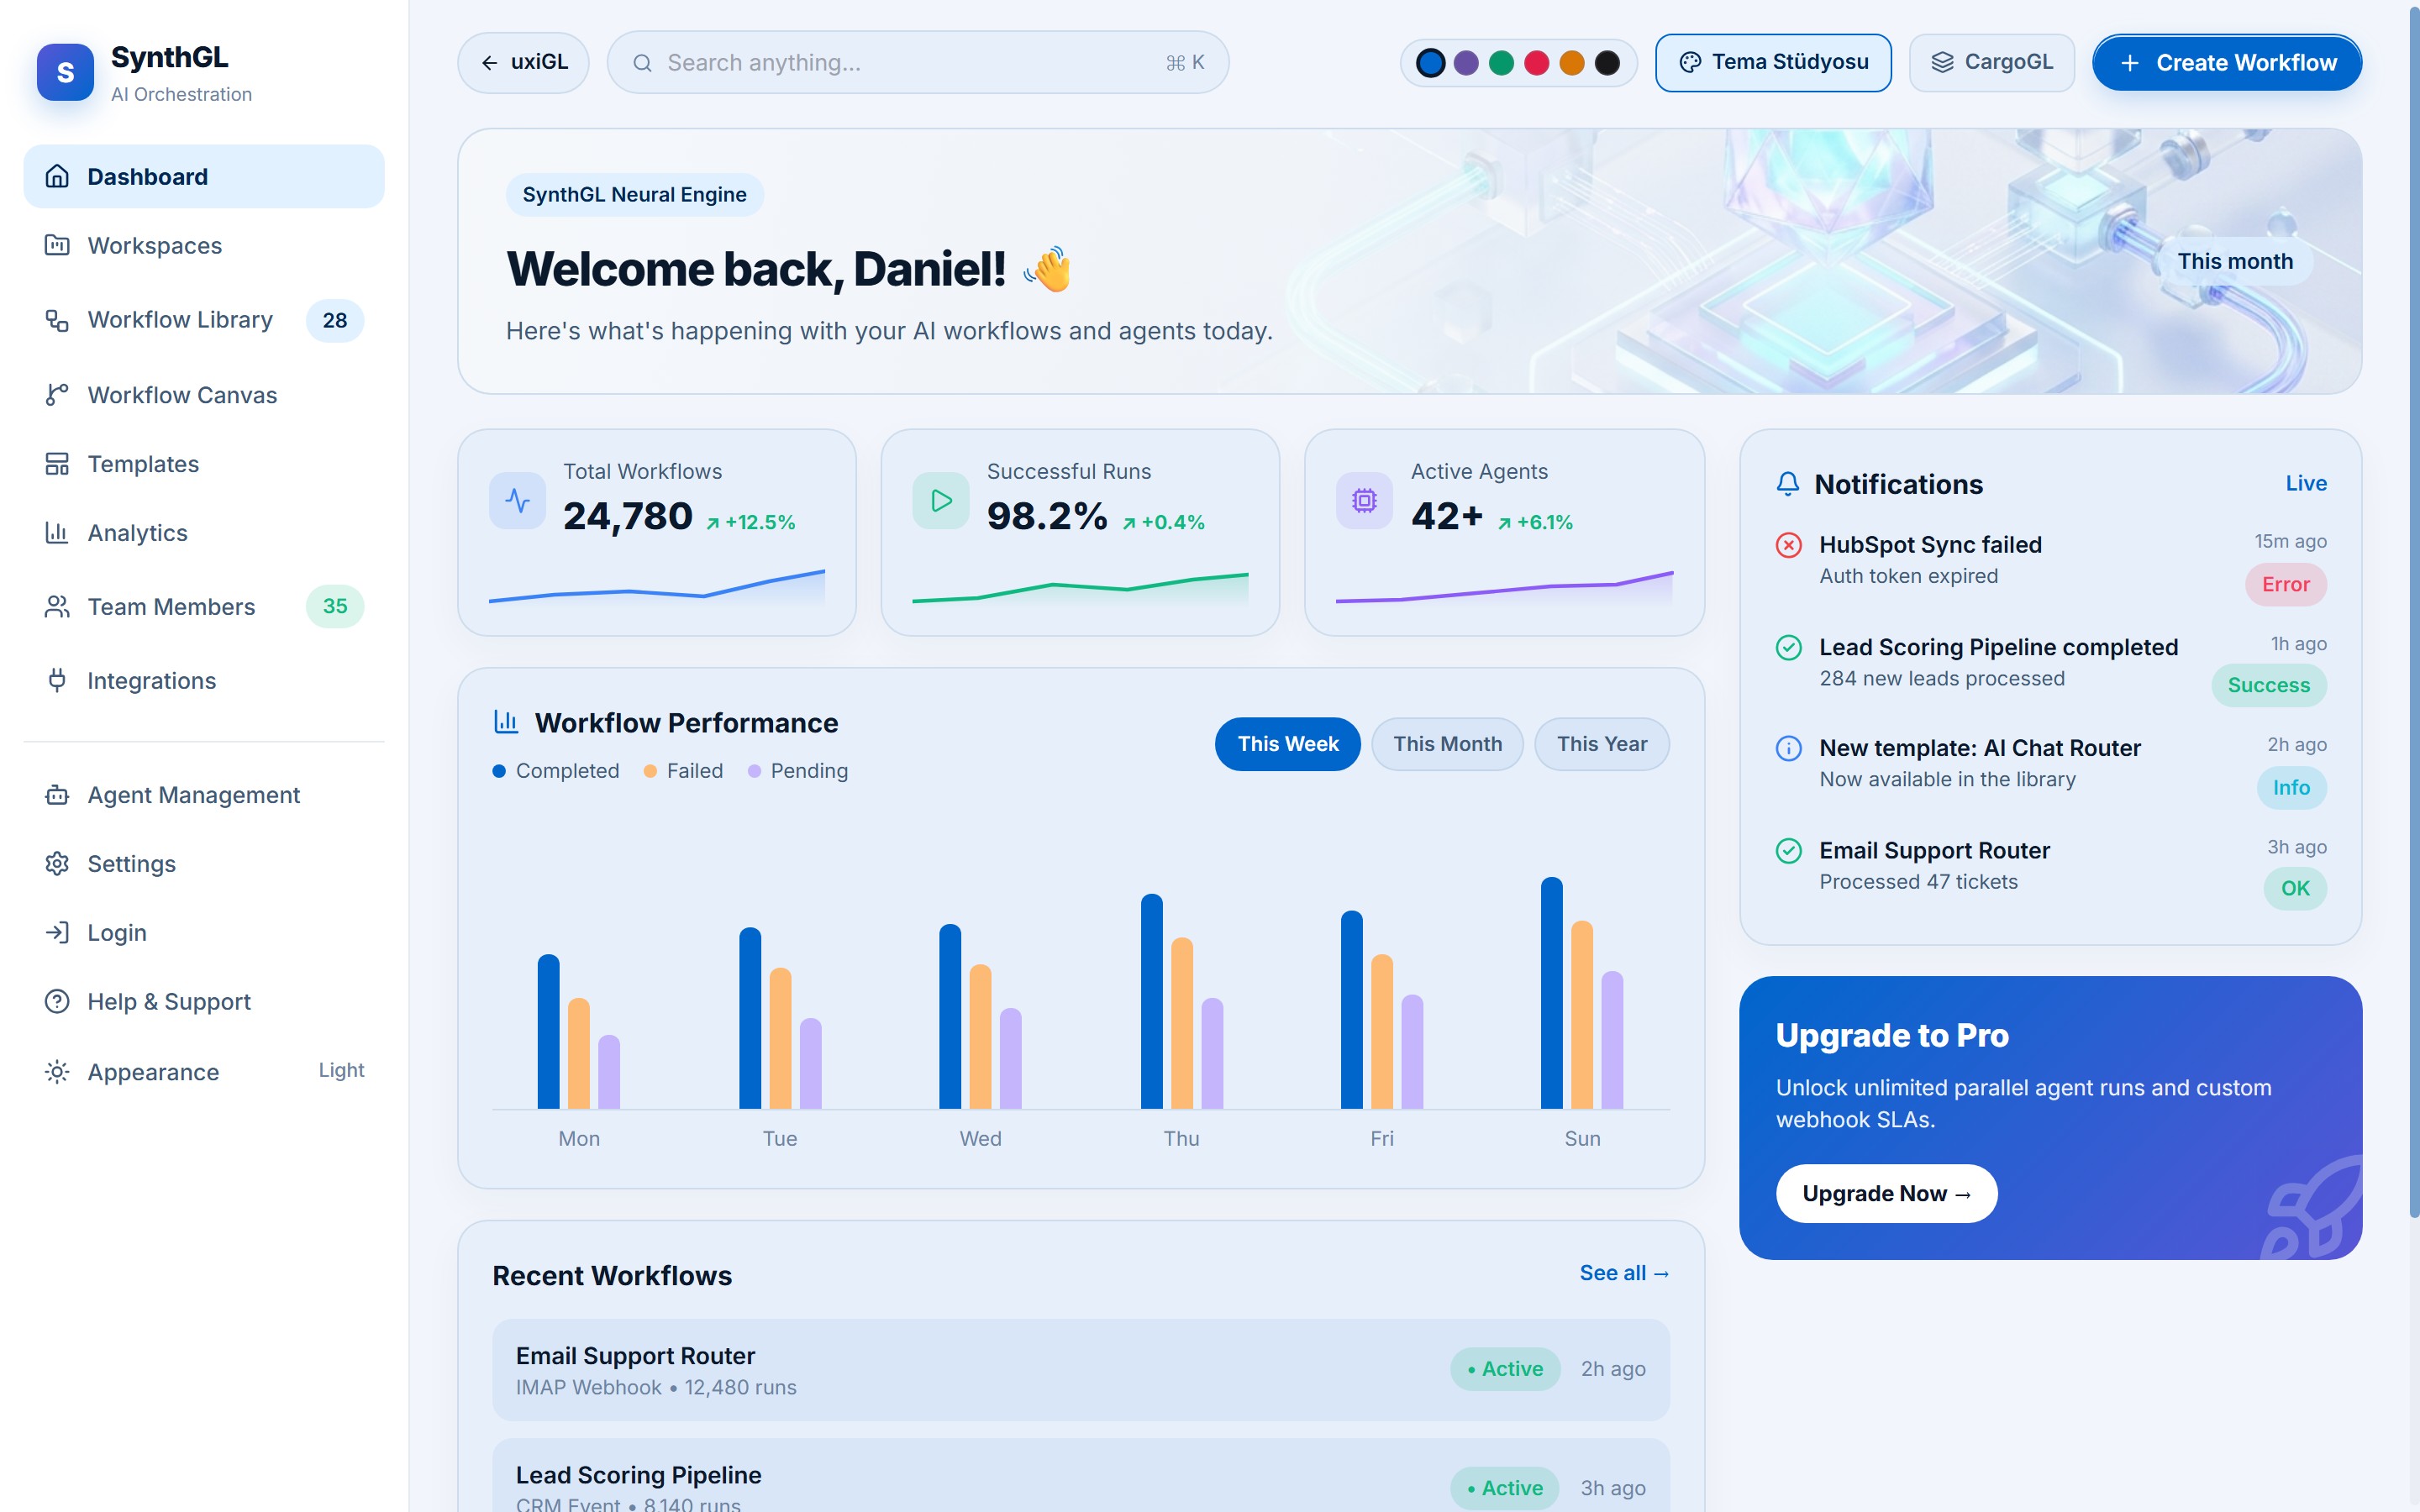 S
SynthGL
AI Orchestration
Dashboard
Workspaces
Workflow Library 28
Workflow Canvas
Templates
Analytics
Team Members 35
Integrations
Agent Management
Settings
Login
Help & Support
Appearance Light
← uxiGL
Search anything... ⌘ K
Tema Stüdyosu
CargoGL
+ Create Workflow
SynthGL Neural Engine
Welcome back, Daniel! 👋
Here's what's happening with your AI workflows and agents today.
This month
Total Workflows
24,780 ↗ +12.5%
Successful Runs
98.2% ↗ +0.4%
Active Agents
42+ ↗ +6.1%
Workflow Performance
Completed Failed Pending
This Week This Month This Year
Mon Tue Wed Thu Fri Sun
Recent Workflows
See all →
Email Support Router
IMAP Webhook • 12,480 runs
• Active 2h ago
Lead Scoring Pipeline
CRM Event • 8,140 runs
• Active 3h ago
Notifications
Live
HubSpot Sync failed
Auth token expired
15m ago
Error
Lead Scoring Pipeline completed
284 new leads processed
1h ago
Success
New template: AI Chat Router
Now available in the library
2h ago
Info
Email Support Router
Processed 47 tickets
3h ago
OK
Upgrade to Pro
Unlock unlimited parallel agent runs and custom
webhook SLAs.
Upgrade Now →